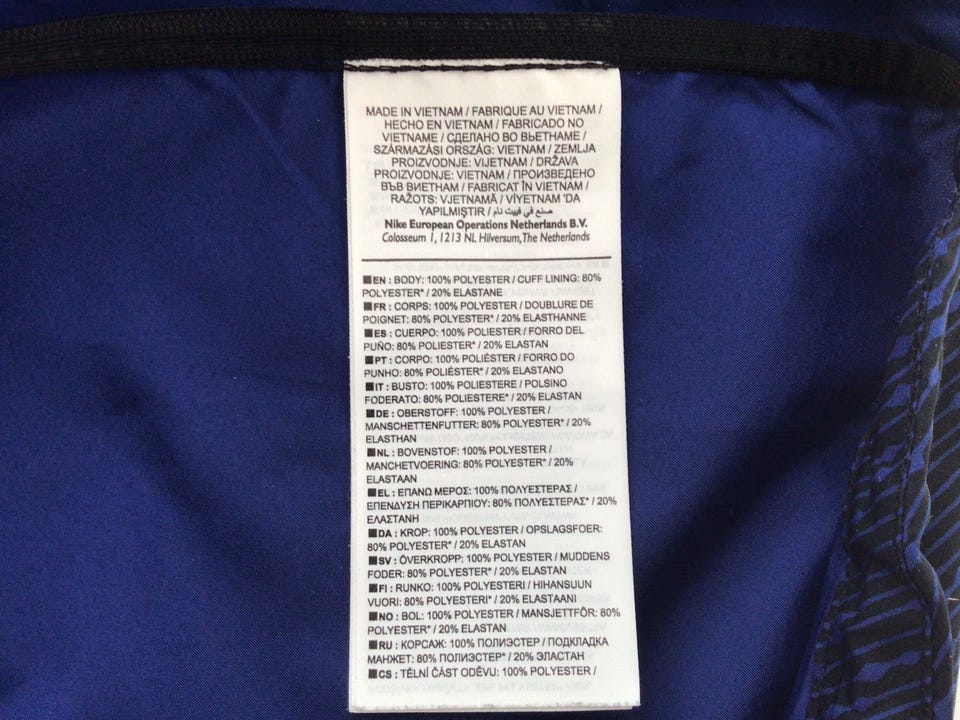 MADE IN VIETNAM / FABRIQUE AU VIETNAM /
HECHO EN VIETNAM / FABRICADO NO
VIETNAME / СДЕЛАНО ВО ВЬЕТНАМЕ /
SZÁRMAZÁSI ORSZÁG: VIETNAM / ZEMLJA
PROIZVODNJE: VIJETNAM / DRŽAVA
PROIZVODNJE: VIETNAM / ПРОИЗВЕДЕНО
ВЪВ ВИЕТНАМ / FABRICAT ÎN VIETNAM /
RAŽOTS: VJETNAMĀ / VİYETNAM 'DA
YAPILMIŞTIR / صنع في فييت نام
Nike European Operations Netherlands B.V.
Colosseum 1, 1213 NL Hilversum, The Netherlands
■EN : BODY: 100% POLYESTER / CUFF LINING: 80%
POLYESTER* / 20% ELASTANE
■FR : CORPS: 100% POLYESTER / DOUBLURE DE
POIGNET: 80% POLYESTER* / 20% ELASTHANNE
■ES : CUERPO: 100% POLIESTER / FORRO DEL
PUÑO: 80% POLIESTER* / 20% ELASTAN
■PT : CORPO: 100% POLIÉSTER / FORRO DO
PUNHO: 80% POLIÉSTER* / 20% ELASTANO
■IT : BUSTO: 100% POLIESTERE / POLSINO
FODERATO: 80% POLIESTERE* / 20% ELASTAN
■DE : OBERSTOFF: 100% POLYESTER /
MANSCHETTENFUTTER: 80% POLYESTER* / 20%
ELASTHAN
■NL : BOVENSTOF: 100% POLYESTER /
MANCHETVOERING: 80% POLYESTER* / 20%
ELASTAAN
■EL : ΕΠΑΝΩ ΜΕΡΟΣ: 100% ΠΟΛΥΕΣΤΕΡΑΣ /
ΕΠΕΝΔΥΣΗ ΠΕΡΙΚΑΡΠΙΟΥ: 80% ΠΟΛΥΕΣΤΕΡΑΣ* / 20%
ΕΛΑΣΤΑΝΗ
■DA : KROP: 100% POLYESTER / OPSLAGSFOER:
80% POLYESTER* / 20% ELASTAN
■SV : ÖVERKROPP: 100% POLYESTER / MUDDENS
FODER: 80% POLYESTER* / 20% ELASTAN
■FI : RUNKO: 100% POLYESTERI / HIHANSUUN
VUORI: 80% POLYESTERI* / 20% ELASTAANI
■NO : BOL: 100% POLYESTER / MANSJETTFÔR: 80%
POLYESTER* / 20% ELASTAN
■RU : КОРСАЖ: 100% ПОЛИЭСТЕР / ПОДКЛАДКА
МАНЖЕТ: 80% ПОЛИЭСТЕР* / 20% ЭЛАСТАН
■CS : TĚLNÍ ČÁST ODĚVU: 100% POLYESTER /